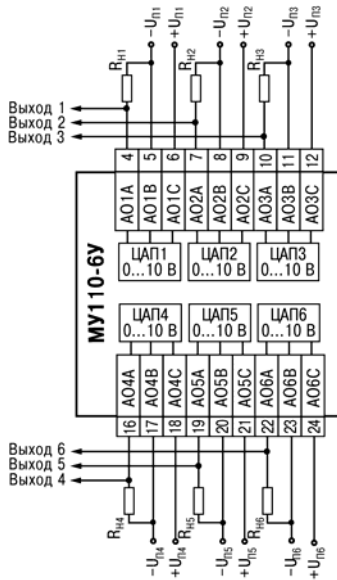 -Uп1
+Uп1
-Uп2
+Uп2
-Uп3
+Uп3
Rн1
Rн2
Rн3
Выход 1
Выход 2
Выход 3
4 5 6 7 8 9 10 11 12
AO1A AO1B AO1C AO2A AO2B AO2C AO3A AO3B AO3C
ЦАП1 0...10 В
ЦАП2 0...10 В
ЦАП3 0...10 В
МУ110-6У
ЦАП4 0...10 В
ЦАП5 0...10 В
ЦАП6 0...10 В
AO4A AO4B AO4C AO5A AO5B AO5C AO6A AO6B AO6C
16 17 18 19 20 21 22 23 24
Выход 6
Выход 5
Выход 4
Rн4
Rн5
Rн6
-Uп4
+Uп4
-Uп5
+Uп5
-Uп6
+Uп6